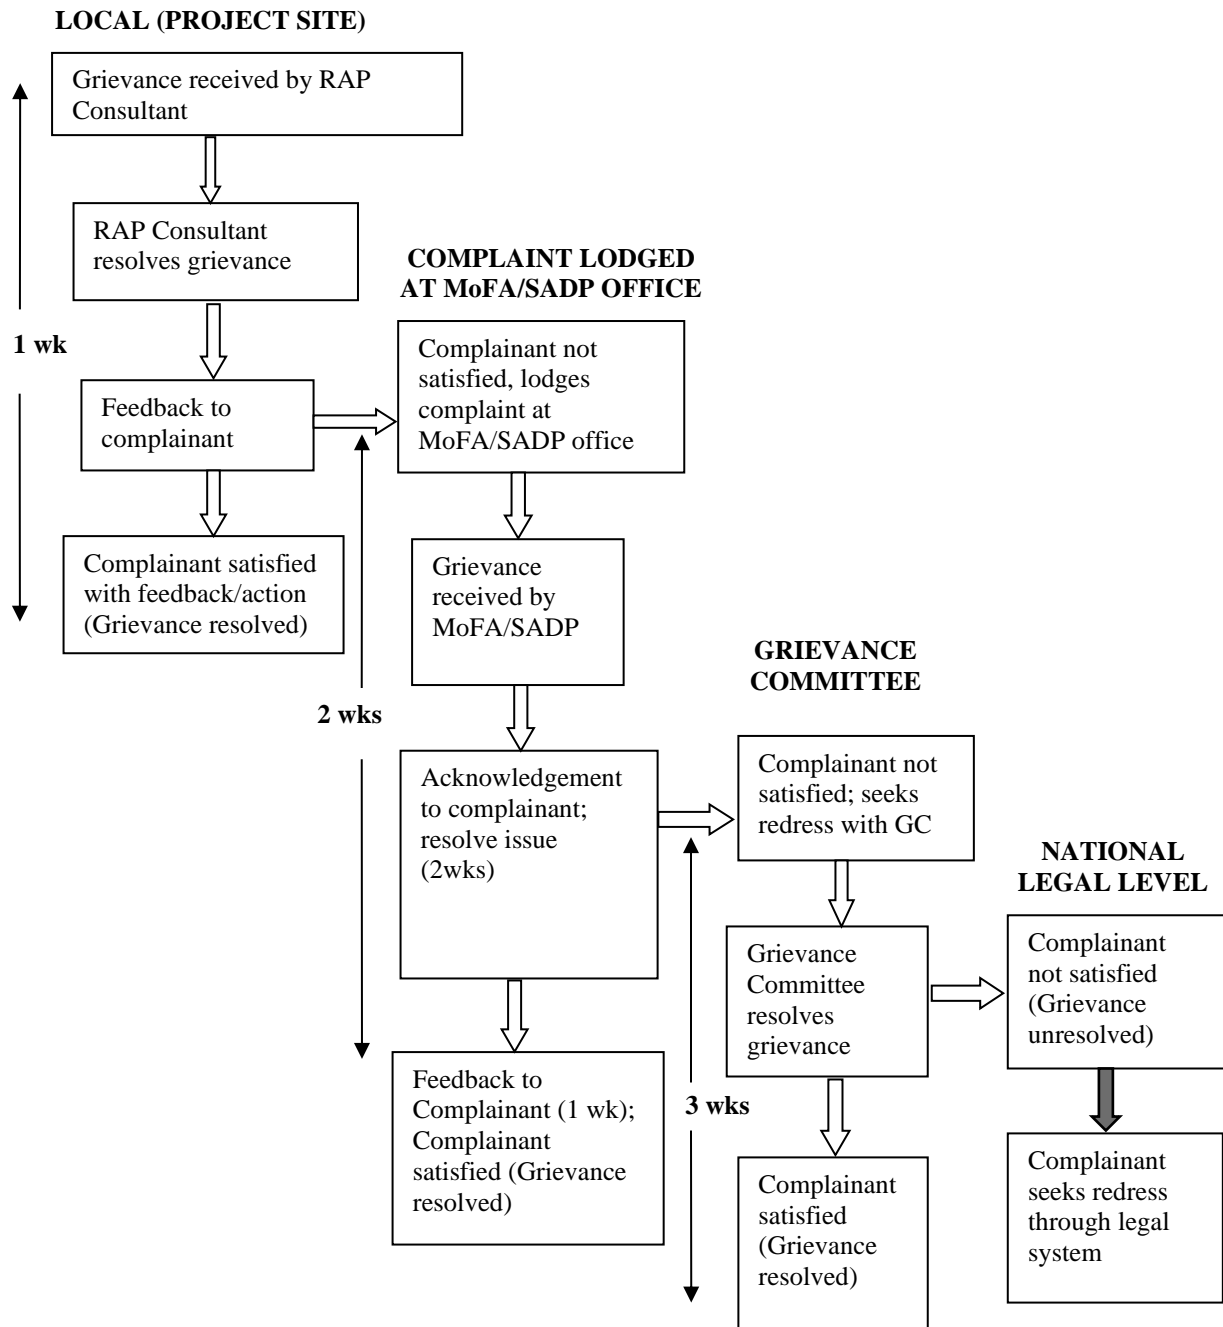 LOCAL (PROJECT SITE)
Grievance received by RAP
Consultant
RAP Consultant
resolves grievance
1 wk
Feedback to
complainant
Complainant satisfied
with feedback/action
(Grievance resolved)
COMPLAINT LODGED
AT MoFA/SADP OFFICE
Complainant not
satisfied, lodges
complaint at
MoFA/SADP office
Grievance
received by
MoFA/SADP
2 wks
Acknowledgement
to complainant;
resolve issue
(2wks)
Feedback to
Complainant (1 wk);
Complainant
satisfied (Grievance
resolved)
GRIEVANCE
COMMITTEE
Complainant not
satisfied; seeks
redress with GC
Grievance
Committee
resolves
grievance
3 wks
Complainant
satisfied
(Grievance
resolved)
NATIONAL
LEGAL LEVEL
Complainant
not satisfied
(Grievance
unresolved)
Complainant
seeks redress
through legal
system